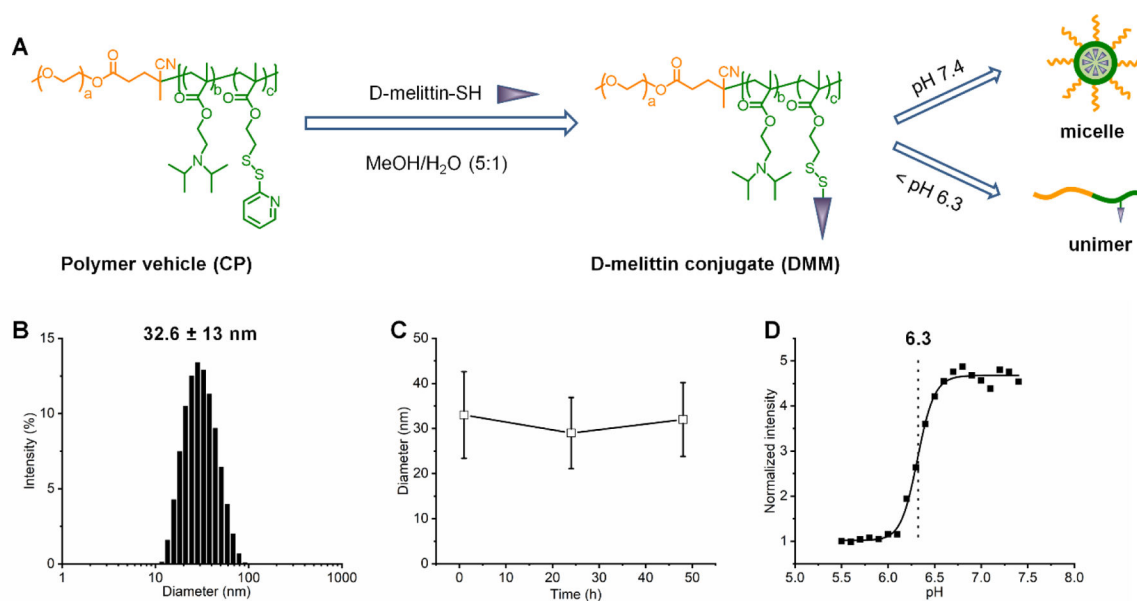 A
O
a
O
O
CN
b
c
O
O
O
O
N
S
S
N
Polymer vehicle (CP)
D-melittin-SH
MeOH/H₂O (5:1)
O
a
O
O
CN
b
c
O
O
O
O
N
S
S
D-melittin conjugate (DMM)
pH 7.4
< pH 6.3
micelle
unimer
B
32.6 ± 13 nm
Intensity (%)
15
10
5
0
1
10
100
1000
Diameter (nm)
C
Diameter (nm)
50
40
30
20
10
0
0
10
20
30
40
50
Time (h)
D
6.3
Normalized intensity
5
4
3
2
1
5.0
5.5
6.0
6.5
7.0
7.5
8.0
pH